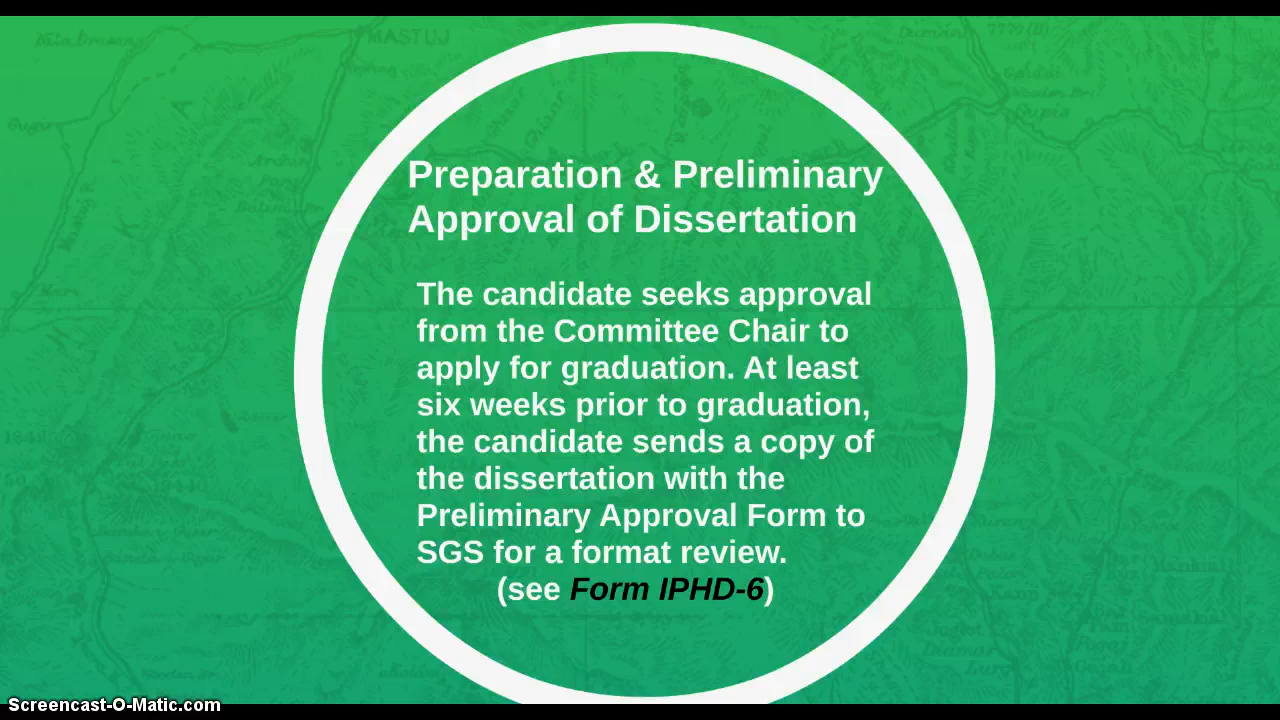 MASTUJ
Preparation & Preliminary
Approval of Dissertation
The candidate seeks approval
from the Committee Chair to
apply for graduation. At least
six weeks prior to graduation,
the candidate sends a copy of
the dissertation with the
Preliminary Approval Form to
SGS for a format review.
(see Form IPHD-6)
Screencast-O-Matic.com